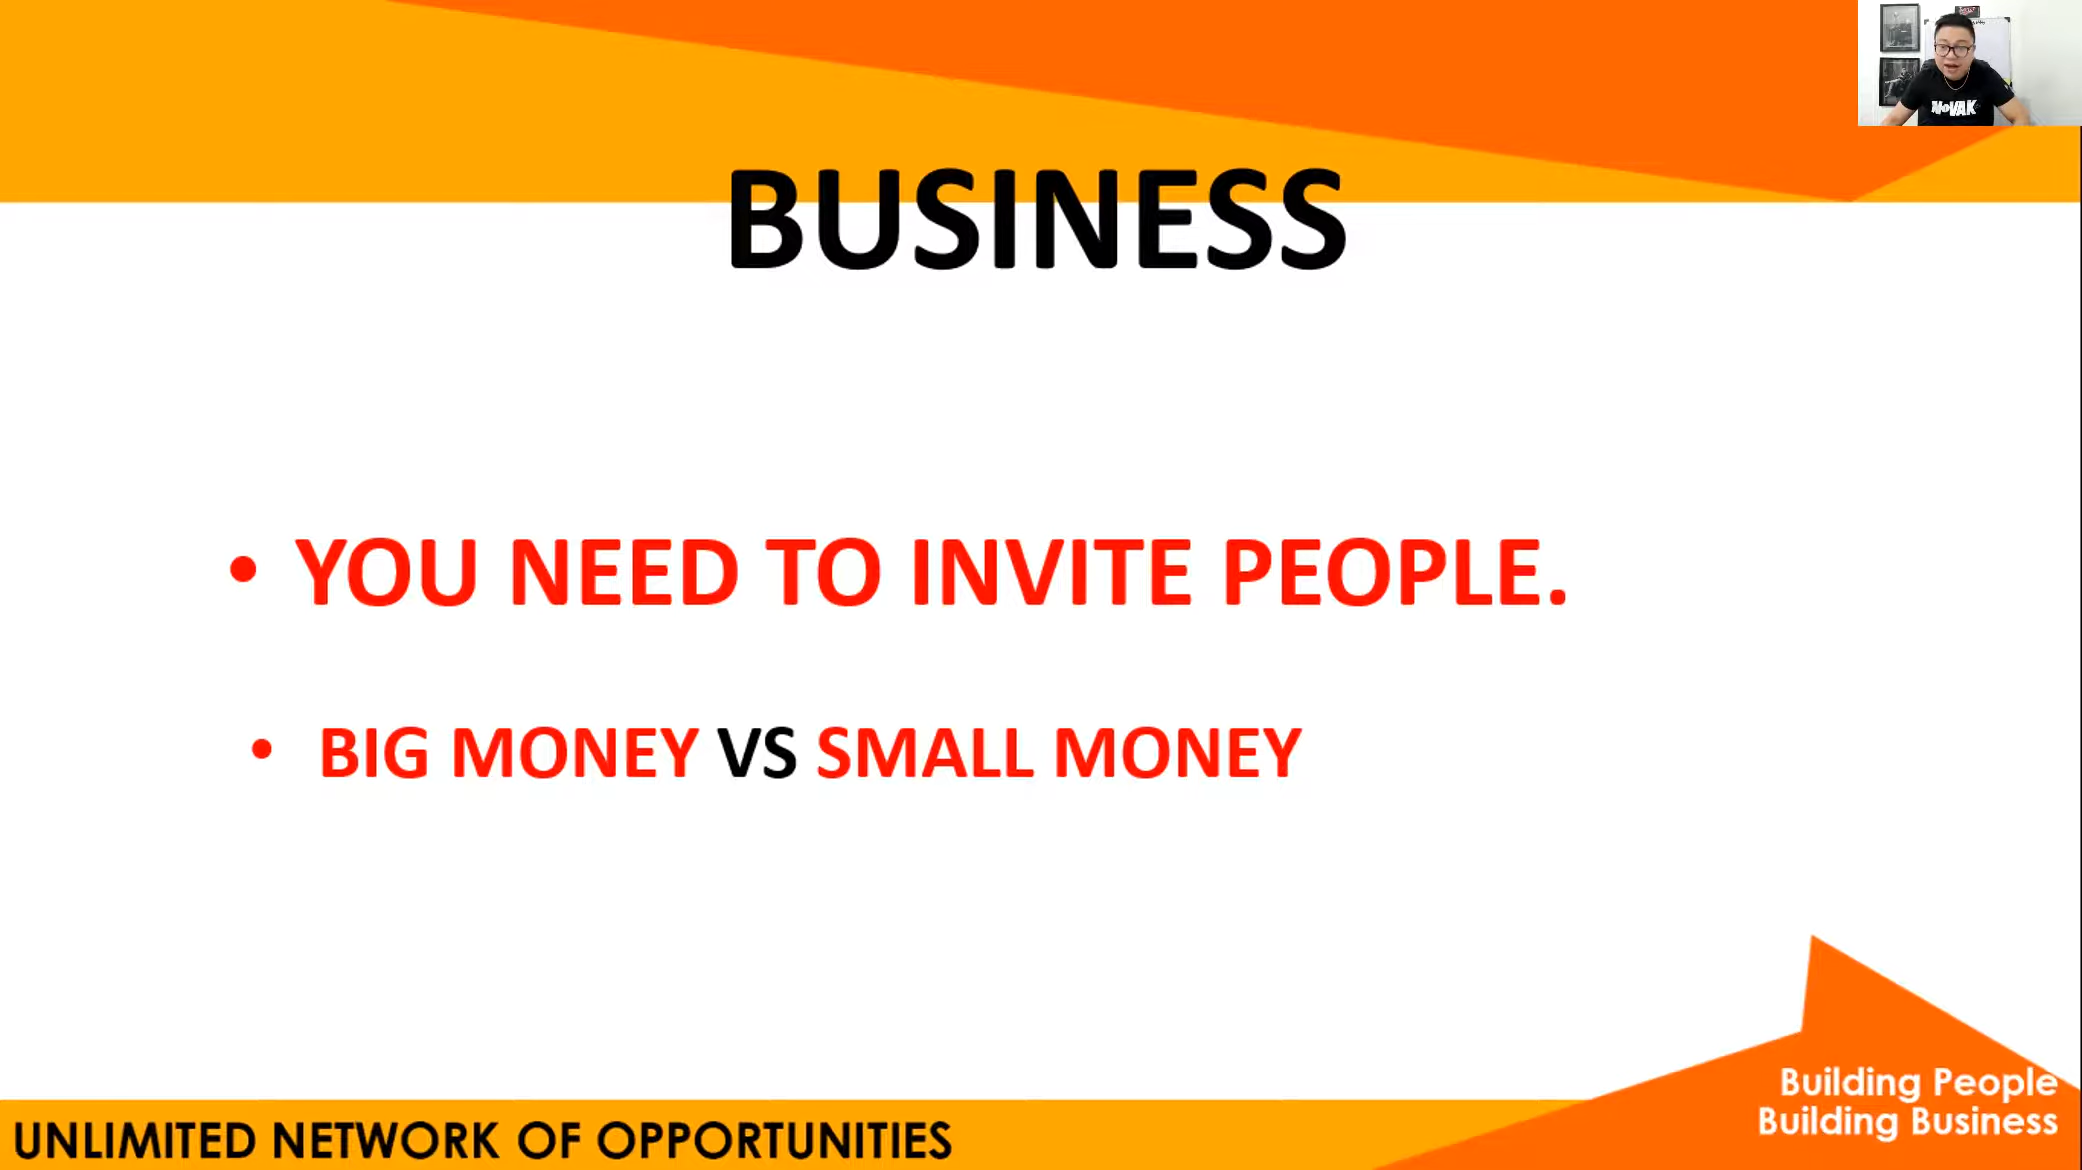 BUSINESS
• YOU NEED TO INVITE PEOPLE.
• BIG MONEY VS SMALL MONEY
NOVAK
Building People
Building Business
UNLIMITED NETWORK OF OPPORTUNITIES